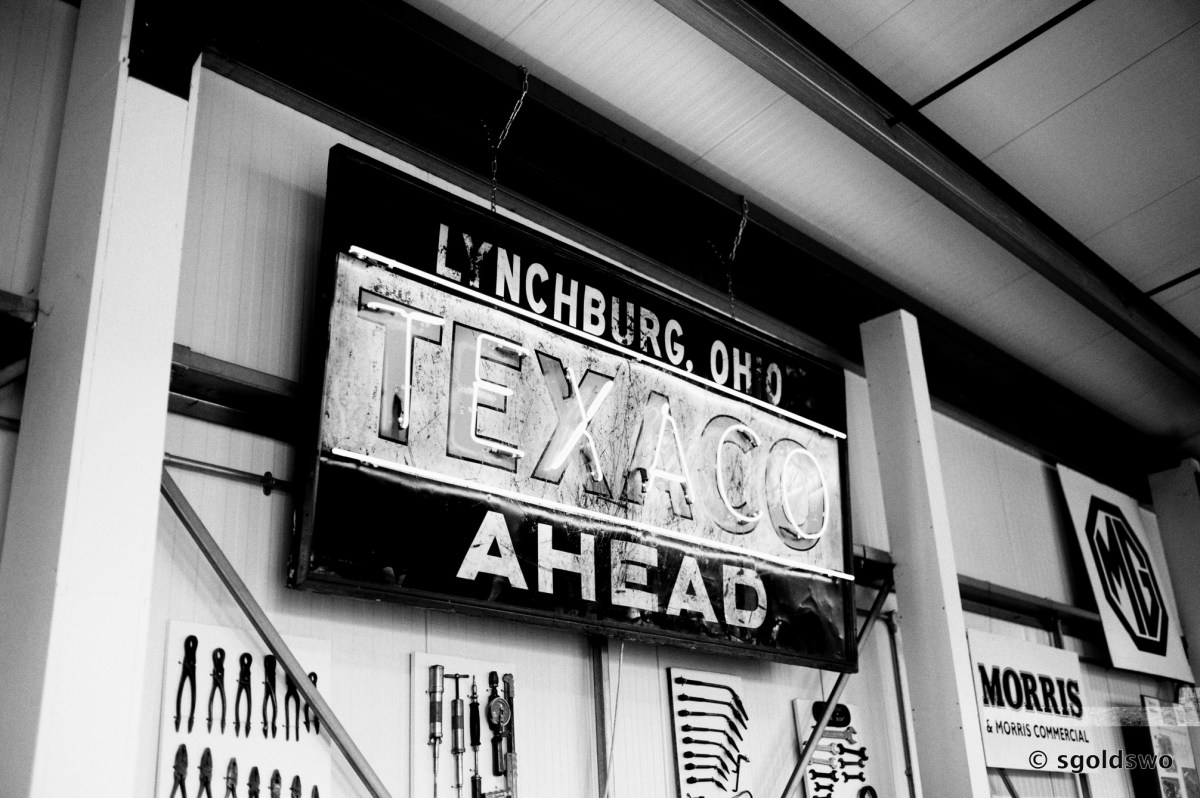 LYNCHBURG, OHIO
TEXACO
AHEAD
MG
MORRIS
& MORRIS COMMERCIAL
© sgoldswo